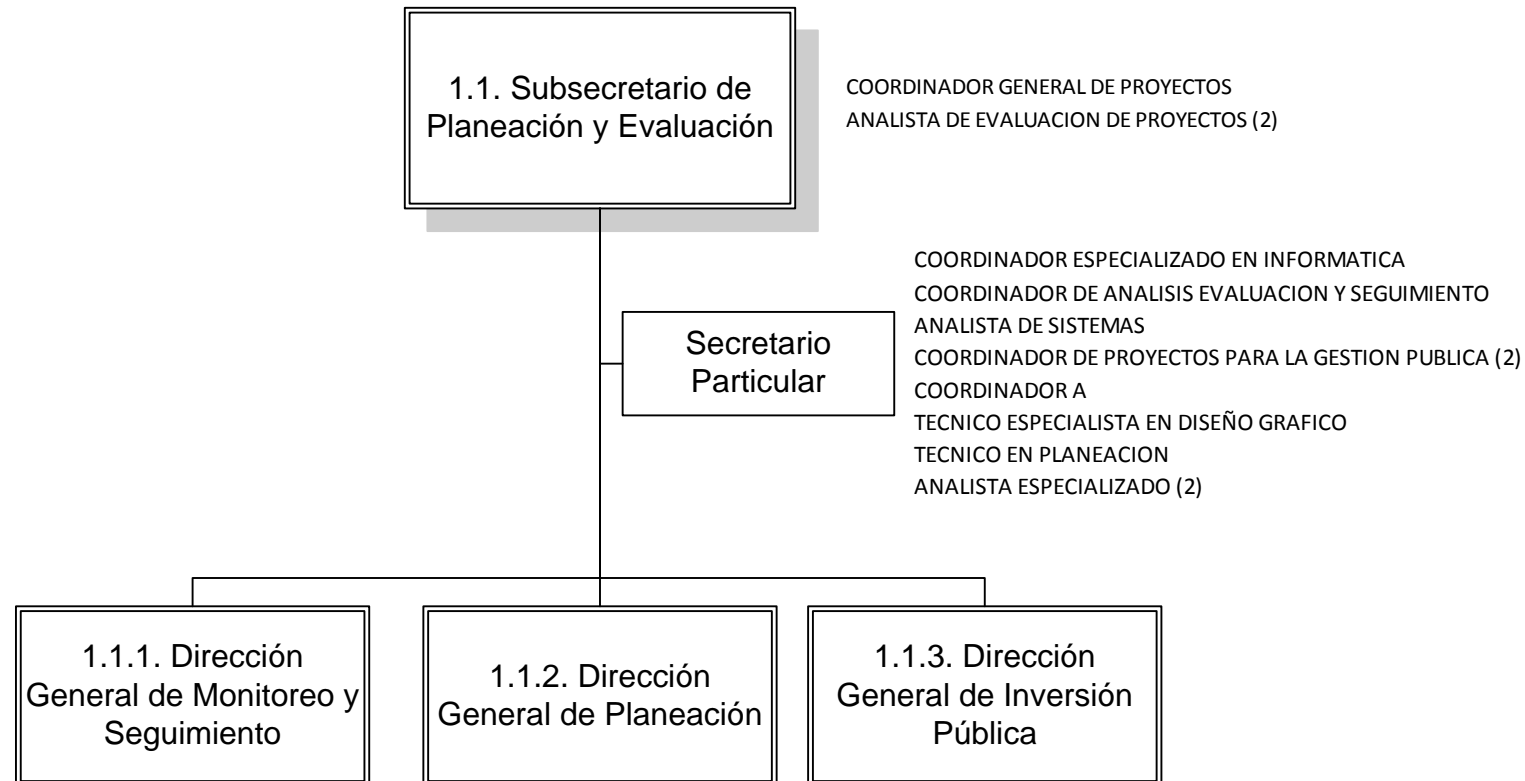 1.1. Subsecretario de
Planeación y Evaluación
COORDINADOR GENERAL DE PROYECTOS
ANALISTA DE EVALUACION DE PROYECTOS (2)
Secretario
Particular
COORDINADOR ESPECIALIZADO EN INFORMATICA
COORDINADOR DE ANALISIS EVALUACION Y SEGUIMIENTO
ANALISTA DE SISTEMAS
COORDINADOR DE PROYECTOS PARA LA GESTION PUBLICA (2)
COORDINADOR A
TECNICO ESPECIALISTA EN DISEÑO GRAFICO
TECNICO EN PLANEACION
ANALISTA ESPECIALIZADO (2)
1.1.1. Dirección
General de Monitoreo y
Seguimiento
1.1.2. Dirección
General de Planeación
1.1.3. Dirección
General de Inversión
Pública